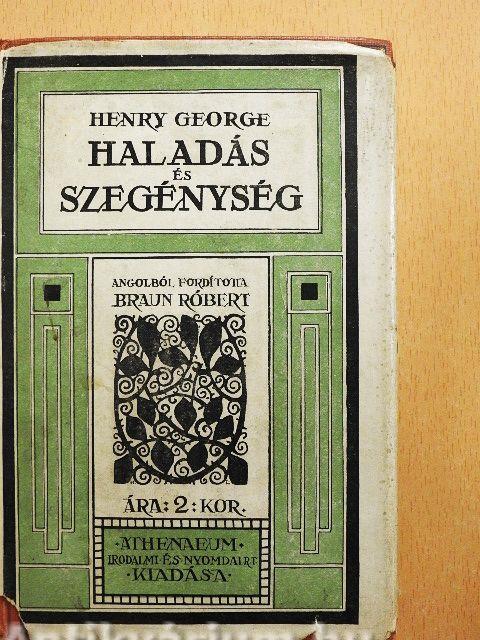 HENRY GEORGE
HALADÁS
ÉS
SZEGÉNYSÉG
ANGOLBÓL FORDÍTOTTA
BRAUN RÓBERT
ÁRA: 2: KOR.
·ATHENAEUM·
IRODALMI·ÉS·NYOMDAI RT
·KIADÁSA·